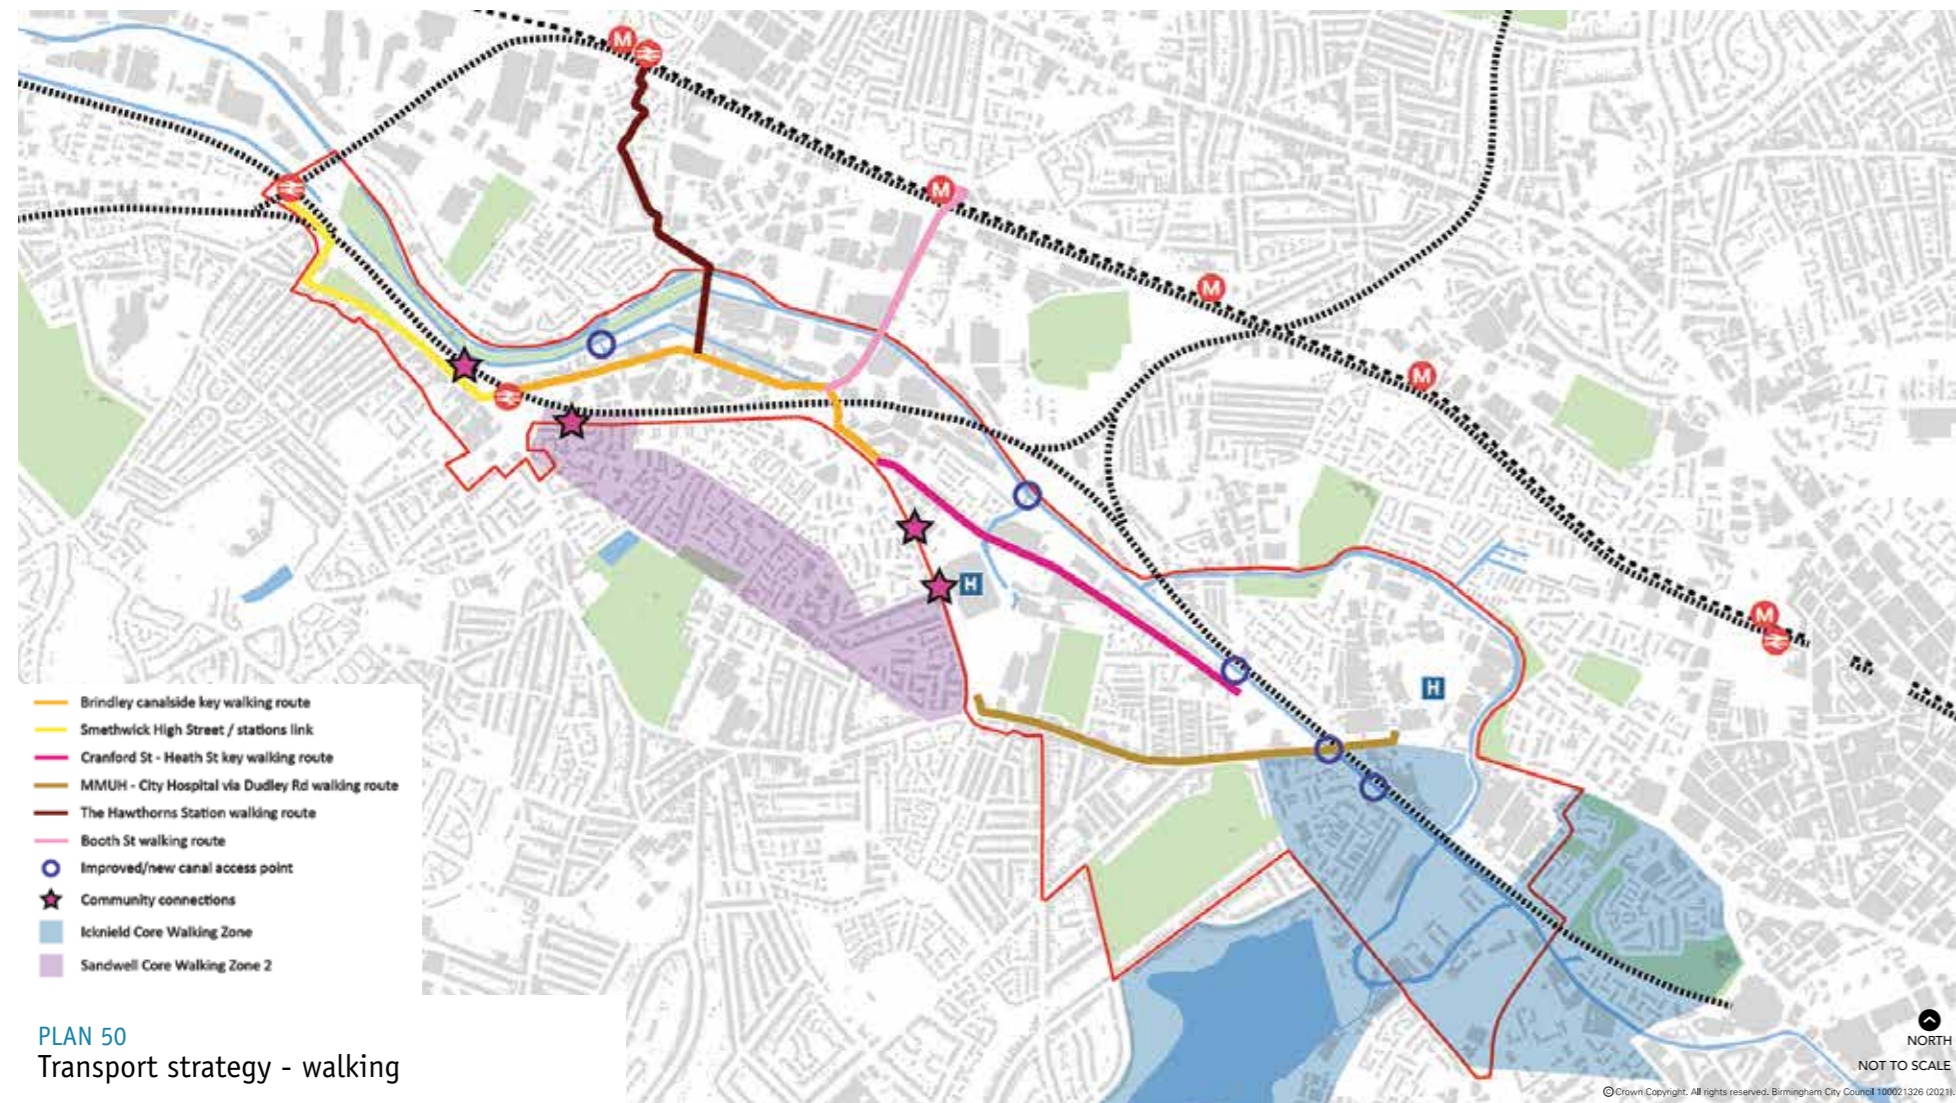 M
M
M
M
M
H
H
Brindley canalside key walking route
Smethwick High Street / stations link
Cranford St - Heath St key walking route
MMUH - City Hospital via Dudley Rd walking route
The Hawthorns Station walking route
Booth St walking route
Improved/new canal access point
Community connections
Icknield Core Walking Zone
Sandwell Core Walking Zone 2
PLAN 50
Transport strategy - walking
NORTH
NOT TO SCALE
©Crown Copyright. All rights reserved. Birmingham City Council 100021326 (2021)